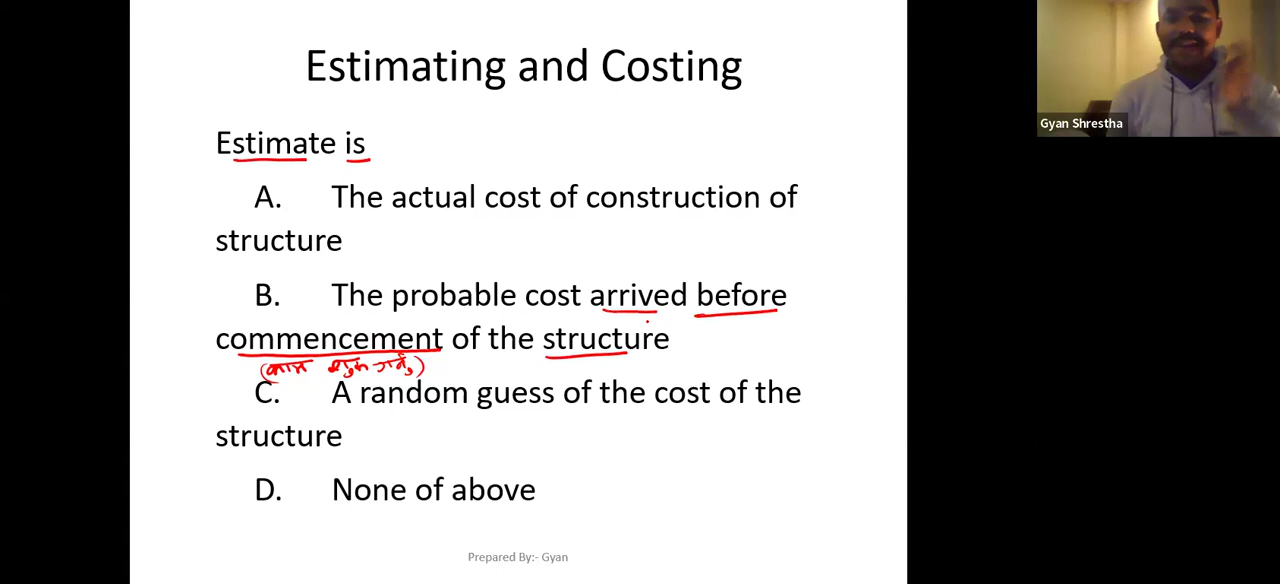 Estimating and Costing
Gyan Shrestha
Estimate is
A. The actual cost of construction of
structure
B. The probable cost arrived before
commencement of the structure
(काम शुरु गर्नु)
C. A random guess of the cost of the
structure
D. None of above
Prepared By:- Gyan